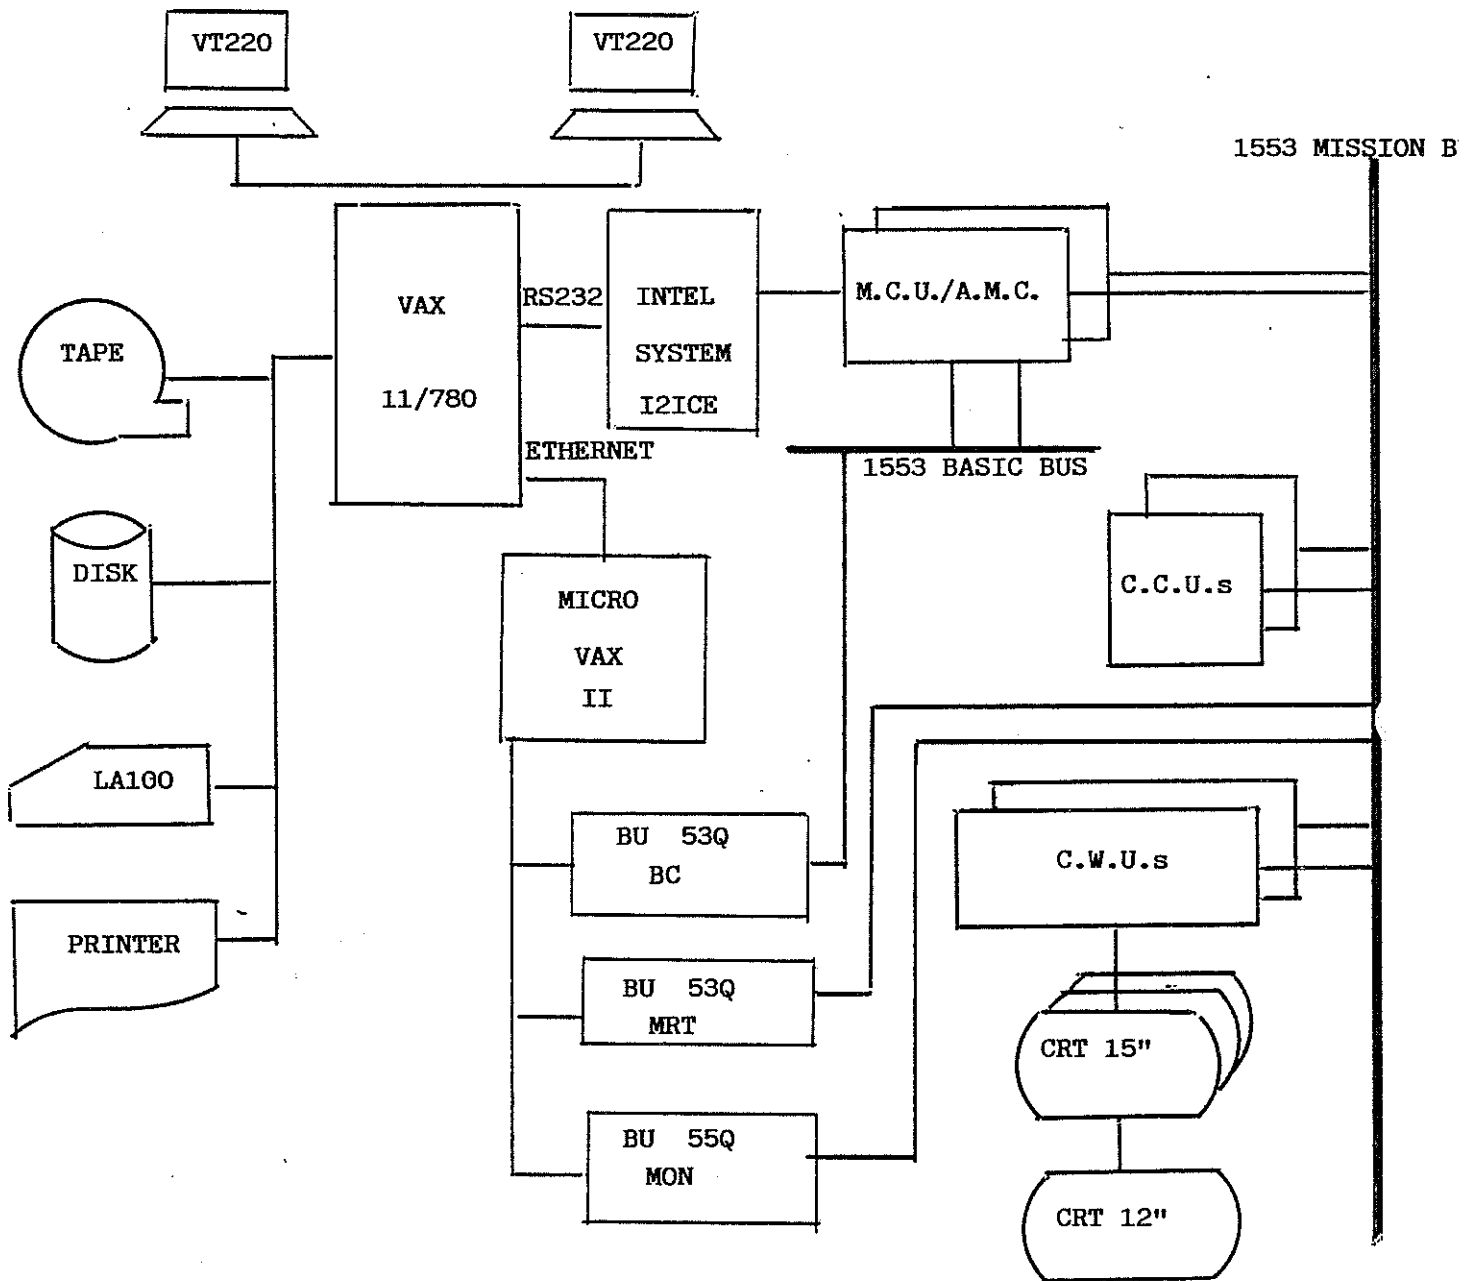 VT220
VT220
1553 MISSION B
VAX
11/780
RS232
INTEL
SYSTEM
I2ICE
M.C.U./A.M.C.
TAPE
ETHERNET
1553 BASIC BUS
DISK
MICRO
VAX
II
C.C.U.s
LA100
BU 53Q
BC
C.W.U.s
PRINTER
BU 53Q
MRT
CRT 15"
BU 55Q
MON
CRT 12"